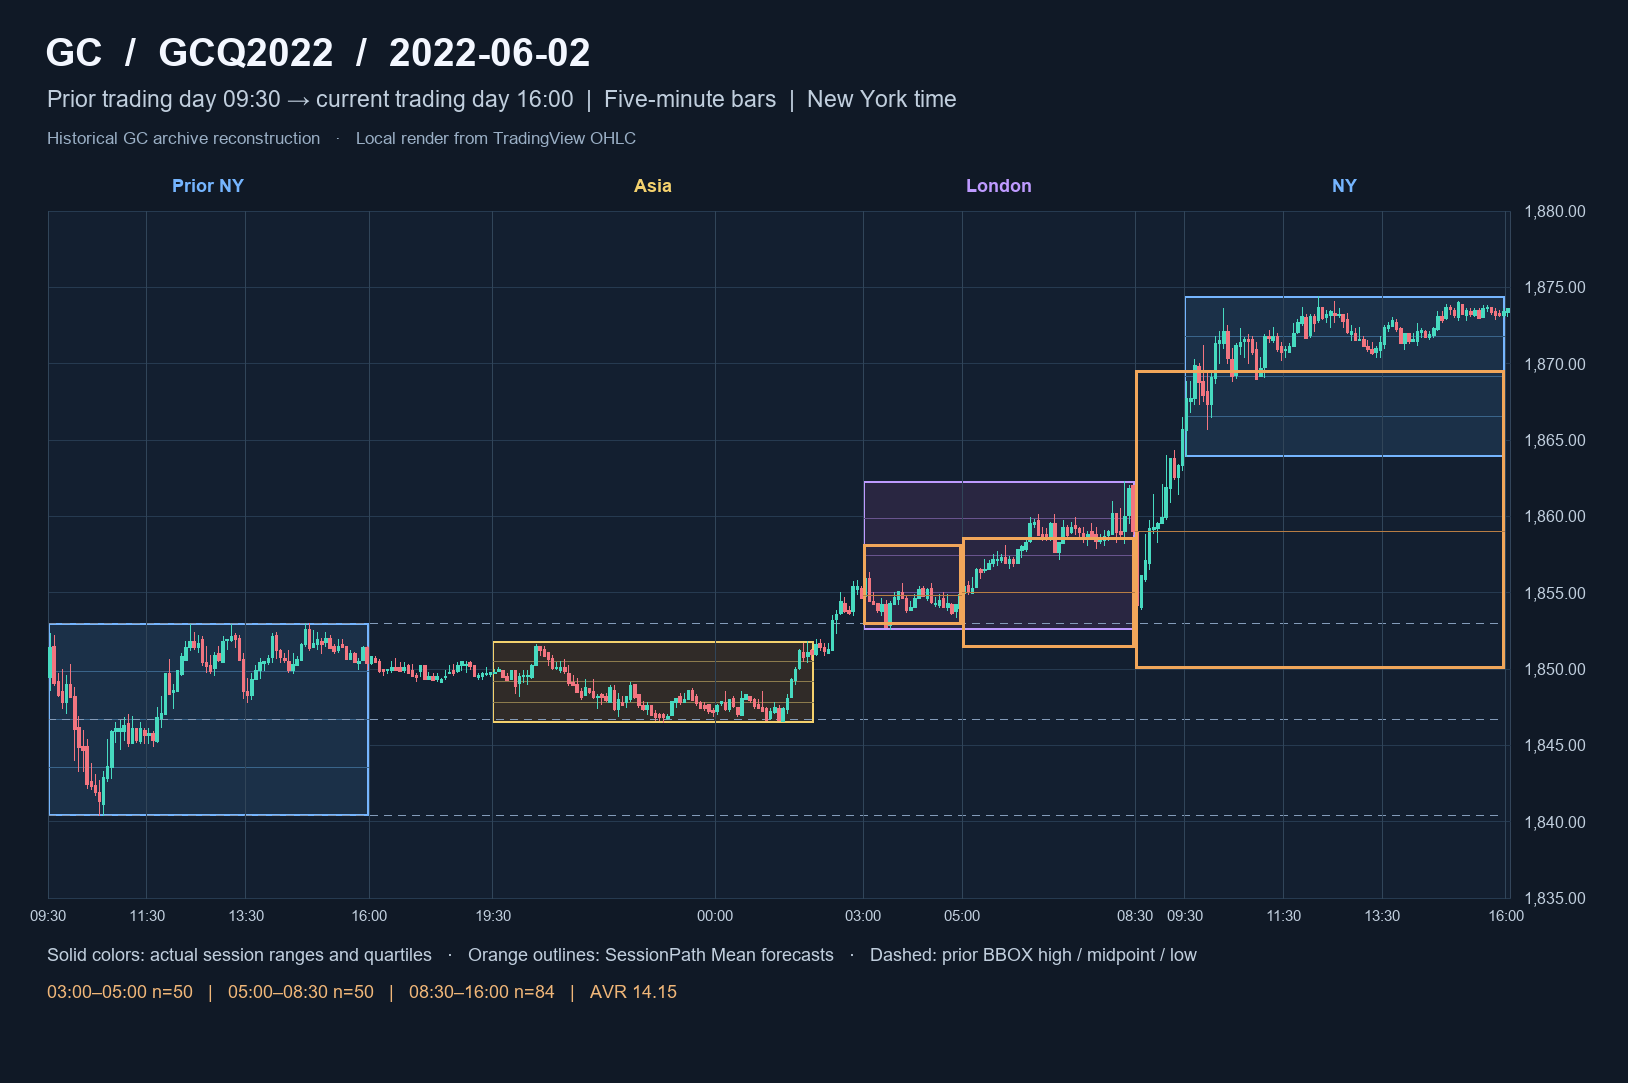 GC / GCQ2022 / 2022-06-02
Prior trading day 09:30 → current trading day 16:00 | Five-minute bars | New York time
Historical GC archive reconstruction · Local render from TradingView OHLC
Prior NY Asia London NY
1,880.00
1,875.00
1,870.00
1,865.00
1,860.00
1,855.00
1,850.00
1,845.00
1,840.00
1,835.00
09:30 11:30 13:30 16:00 19:30 00:00 03:00 05:00 08:30 09:30 11:30 13:30 16:00
Solid colors: actual session ranges and quartiles · Orange outlines: SessionPath Mean forecasts · Dashed: prior BBOX high / midpoint / low
03:00–05:00 n=50 | 05:00–08:30 n=50 | 08:30–16:00 n=84 | AVR 14.15